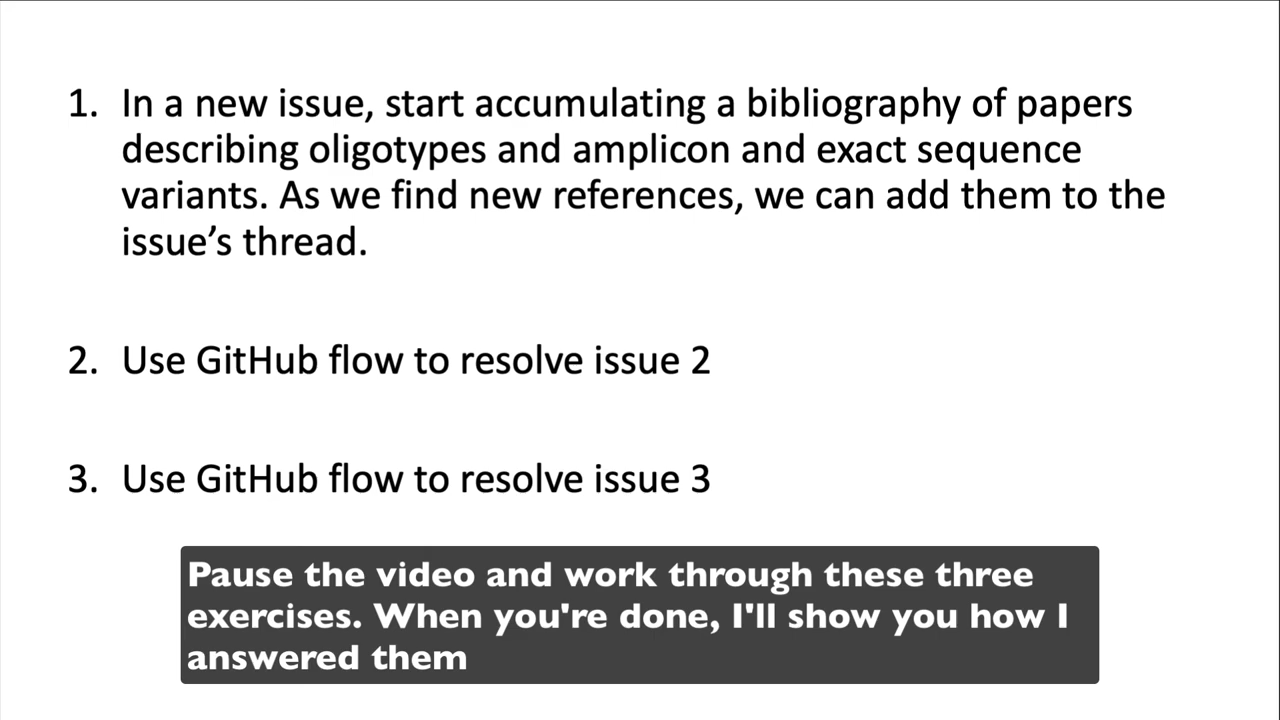 1. In a new issue, start accumulating a bibliography of papers
describing oligotypes and amplicon and exact sequence
variants. As we find new references, we can add them to the
issue’s thread.
2. Use GitHub flow to resolve issue 2
3. Use GitHub flow to resolve issue 3
Pause the video and work through these three
exercises. When you're done, I'll show you how I
answered them